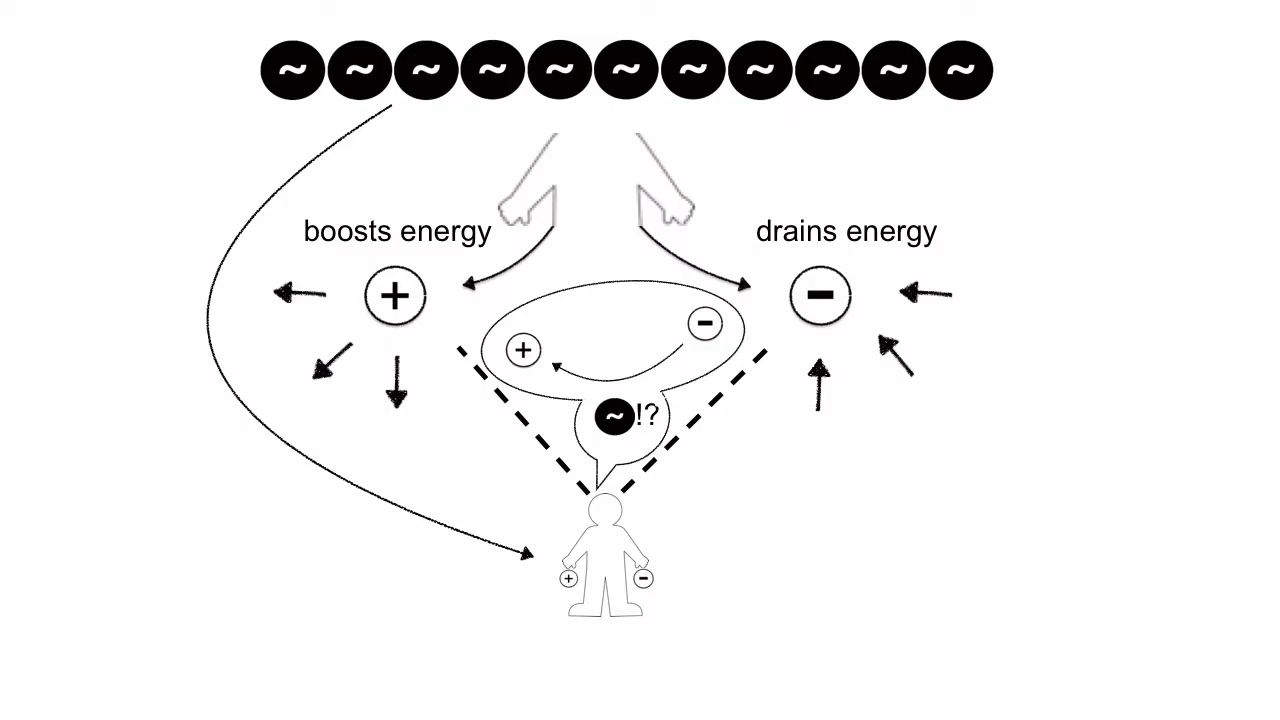 ~ ~ ~ ~ ~ ~ ~ ~ ~ ~ ~
boosts energy
drains energy
+
-
+
-
~!?
+
-